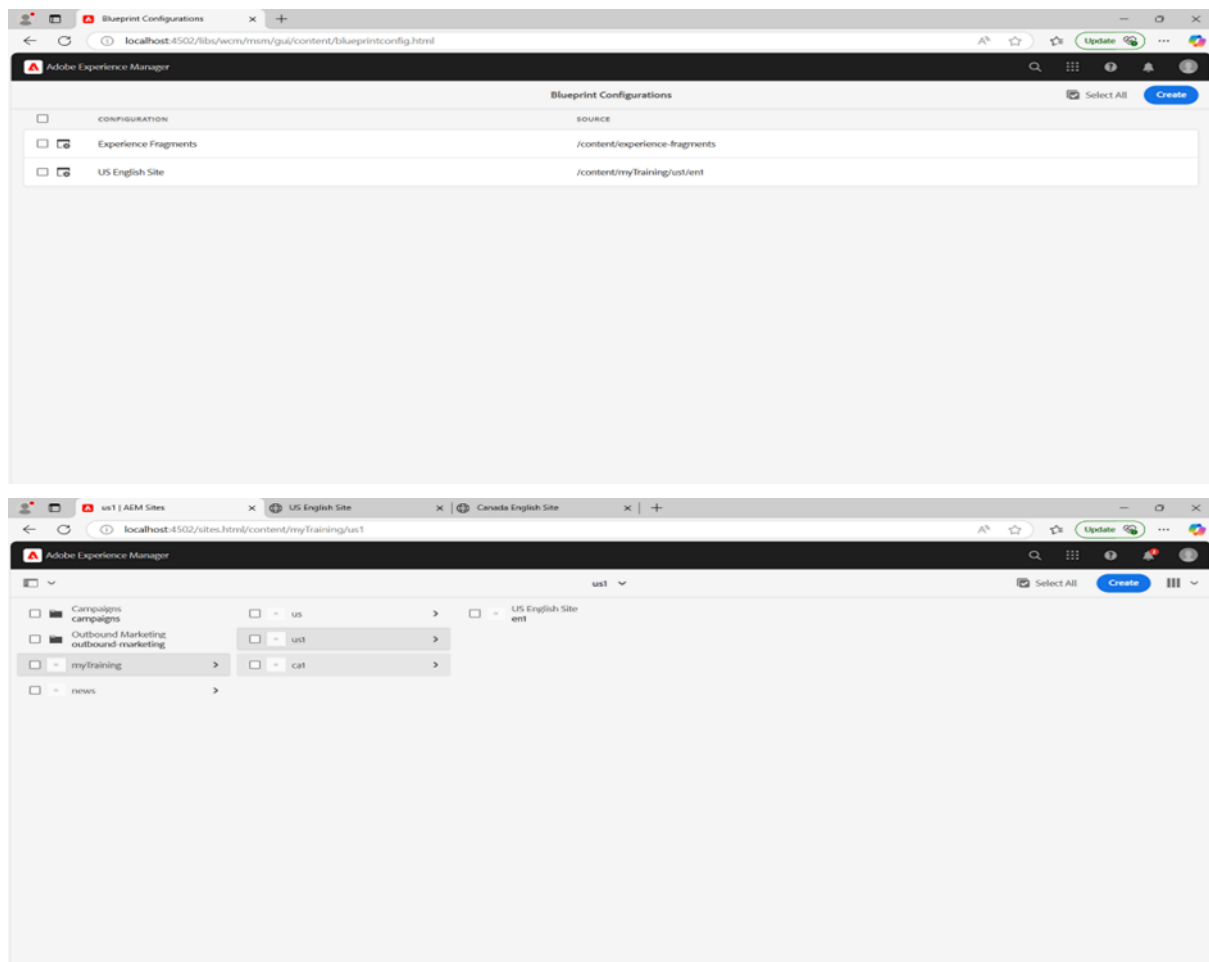 Blueprint Configurations
localhost:4502/libs/wcm/msm/gui/content/blueprintconfig.html
Update
Adobe Experience Manager
Blueprint Configurations
Select All
Create
CONFIGURATION SOURCE
Experience Fragments /content/experience-fragments
US English Site /content/myTraining/us1/en1
us1 | AEM Sites US English Site Canada English Site
localhost:4502/sites.html/content/myTraining/us1
Update
Adobe Experience Manager
us1
Select All
Create
Campaigns
campaigns
us
US English Site
en1
Outbound Marketing
outbound-marketing
us1
myTraining
ca1
news